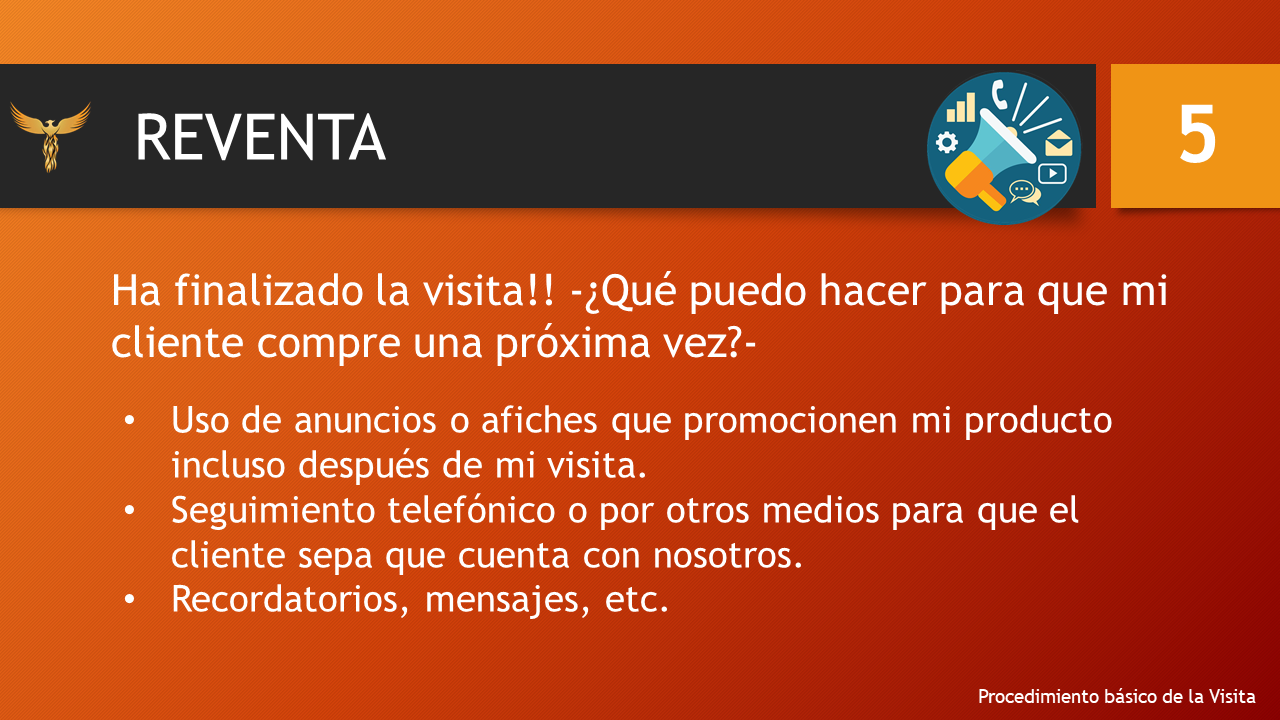 REVENTA
5
Ha finalizado la visita!! -¿Qué puedo hacer para que mi
cliente compre una próxima vez?-
• Uso de anuncios o afiches que promocionen mi producto
incluso después de mi visita.
• Seguimiento telefónico o por otros medios para que el
cliente sepa que cuenta con nosotros.
• Recordatorios, mensajes, etc.
Procedimiento básico de la Visita